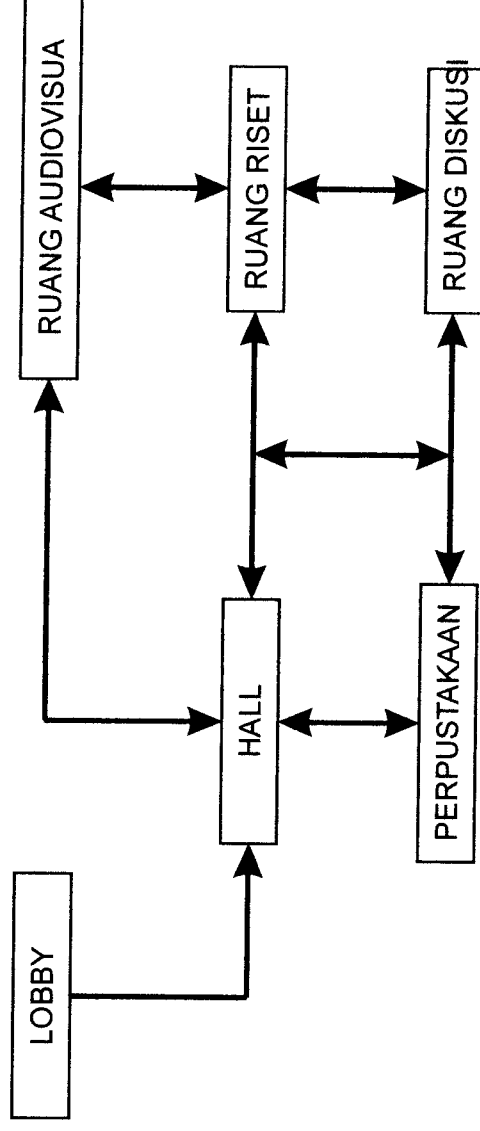 LOBBY
HALL
PERPUSTAKAAN
RUANG AUDIOVISUA
RUANG RISET
RUANG DISKUSI